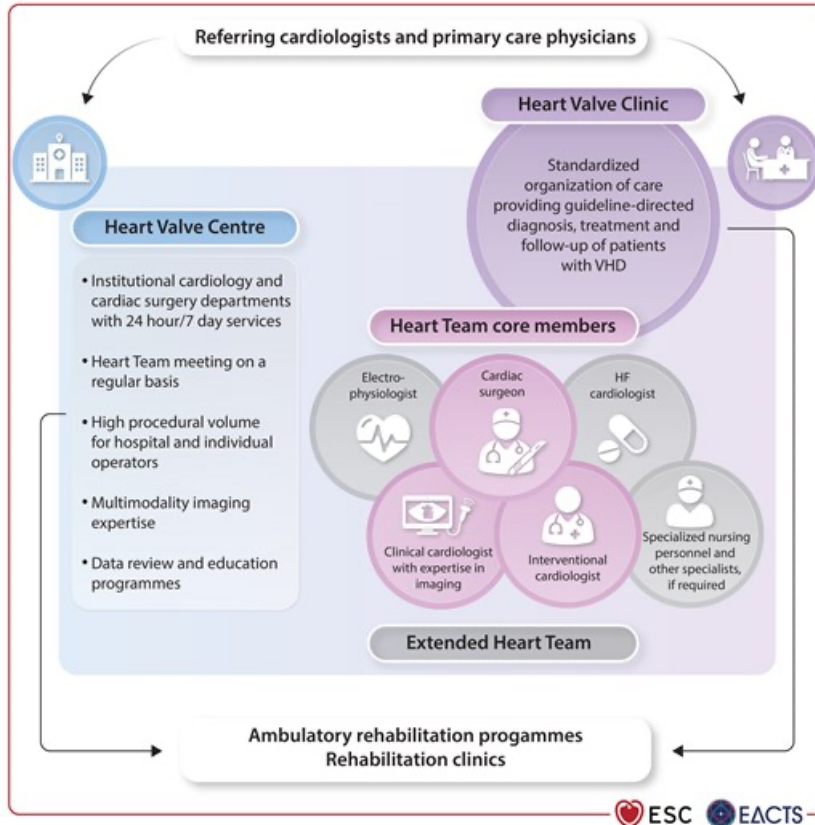 Referring cardiologists and primary care physicians
Heart Valve Clinic
Standardized
organization of care
providing guideline-directed
diagnosis, treatment and
follow-up of patients
with VHD
Heart Valve Centre
• Institutional cardiology and
cardiac surgery departments
with 24 hour/7 day services
• Heart Team meeting on a
regular basis
• High procedural volume
for hospital and individual
operators
• Multimodality imaging
expertise
• Data review and education
programmes
Heart Team core members
Electro-
physiologist
Cardiac
surgeon
HF
cardiologist
Clinical cardiologist
with expertise in
imaging
Interventional
cardiologist
Specialized nursing
personnel and
other specialists,
if required
Extended Heart Team
Ambulatory rehabilitation progammes
Rehabilitation clinics
ESC EACTS